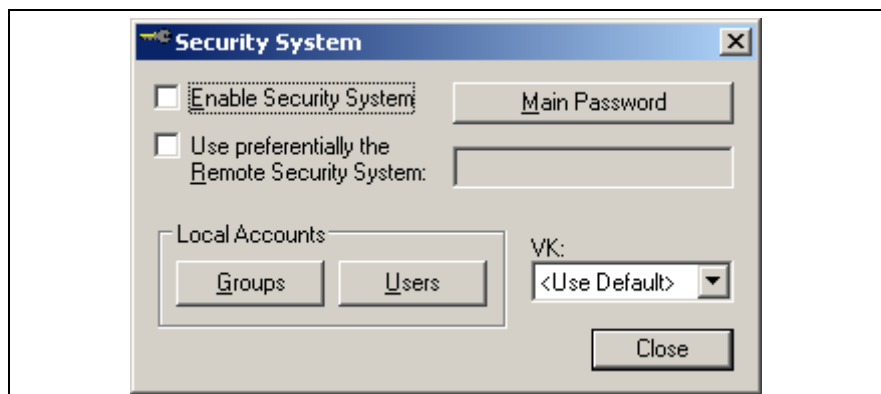 Security System
Enable Security System
Main Password
Use preferentially the
Remote Security System:
Local Accounts
Groups
Users
VK:
<Use Default>
Close